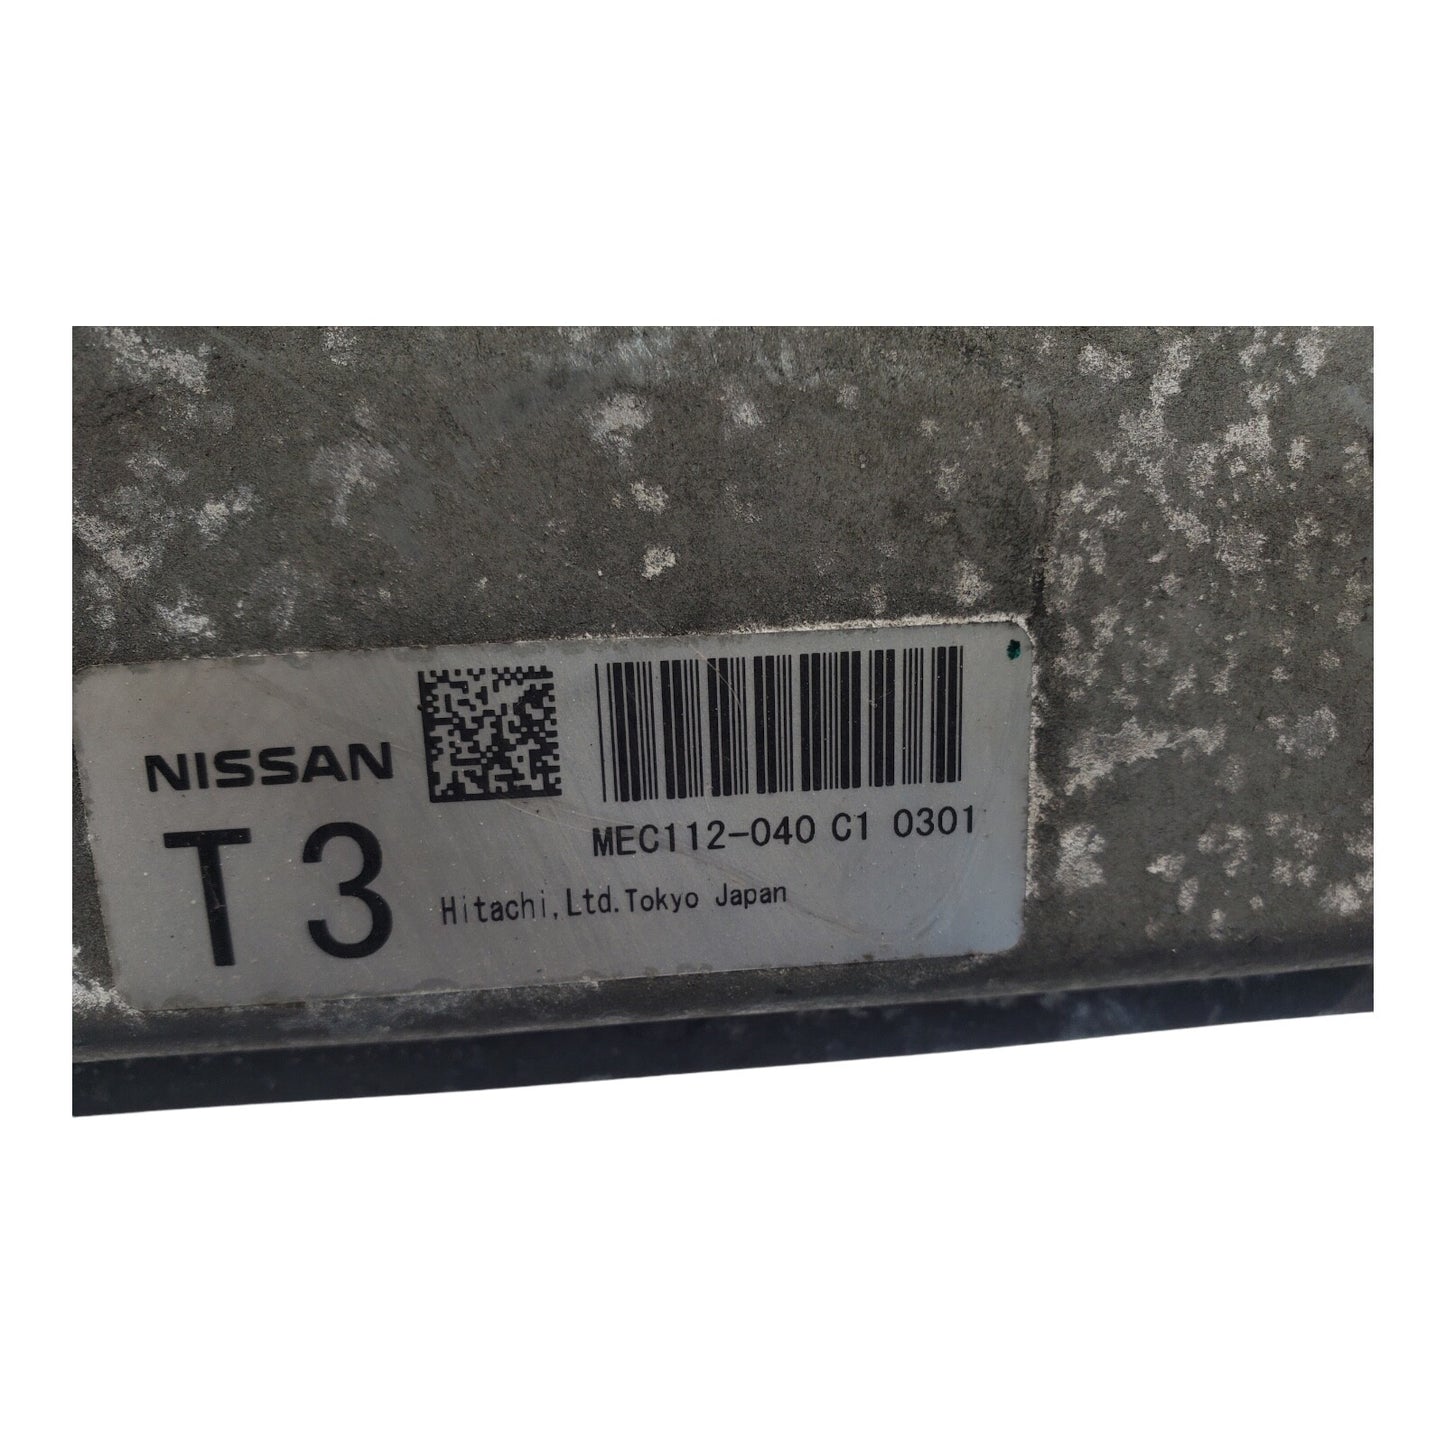 NISSAN
T3
MEC112-040 C1 0301
Hitachi,Ltd.Tokyo Japan